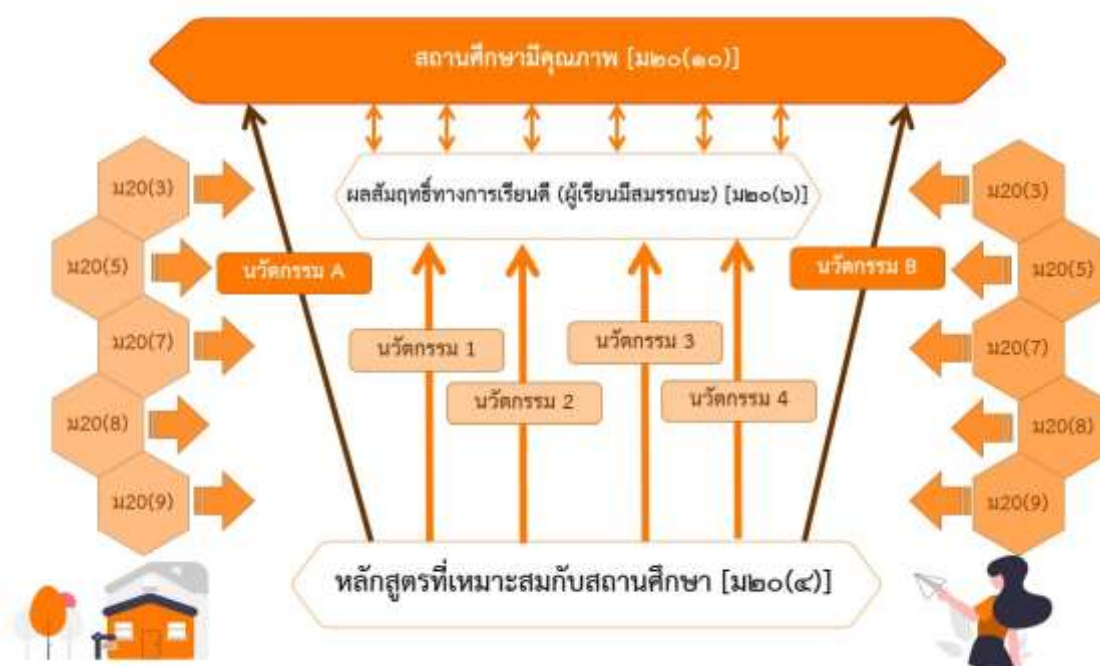 สถานศึกษามีคุณภาพ [ม๒๐(๑๐)]
ผลสัมฤทธิ์ทางการเรียนดี (ผู้เรียนมีสมรรถนะ) [ม๒๐(๖)]
ม20(3)
ม20(3)
ม20(5)
นวัตกรรม A
นวัตกรรม B
ม20(5)
ม20(7)
นวัตกรรม 1
นวัตกรรม 3
ม20(7)
ม20(8)
นวัตกรรม 2
นวัตกรรม 4
ม20(8)
ม20(9)
ม20(9)
หลักสูตรที่เหมาะสมกับสถานศึกษา [ม๒๐(๔)]